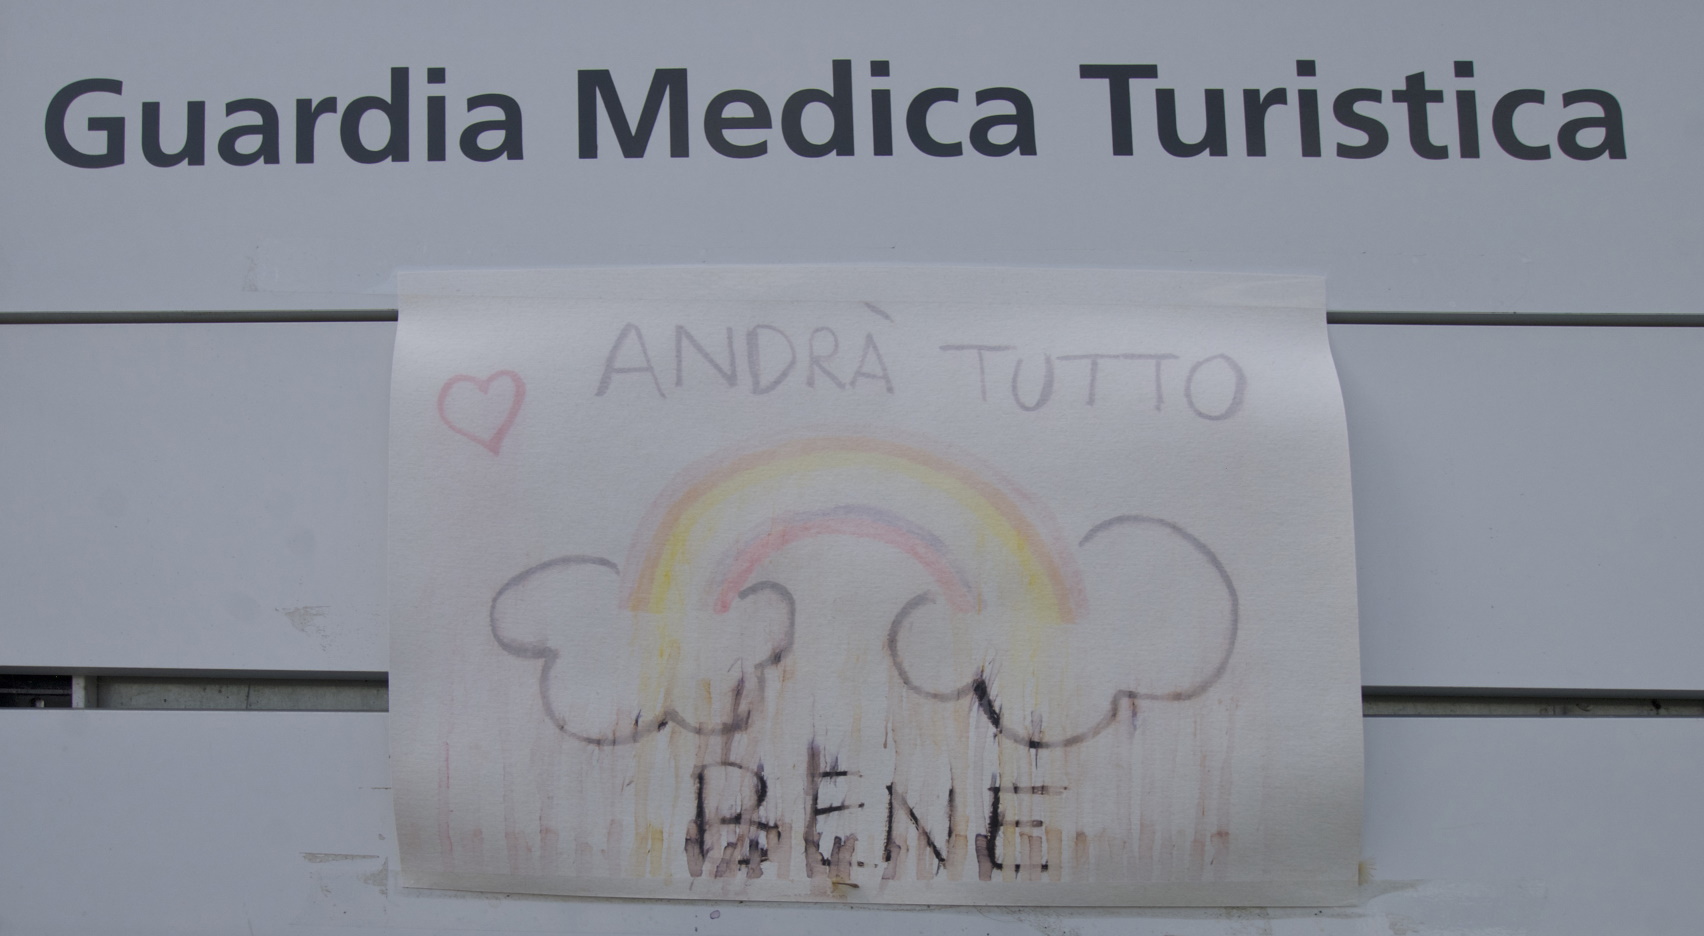 Guardia Medica Turistica
ANDRÀ TUTTO
BENE